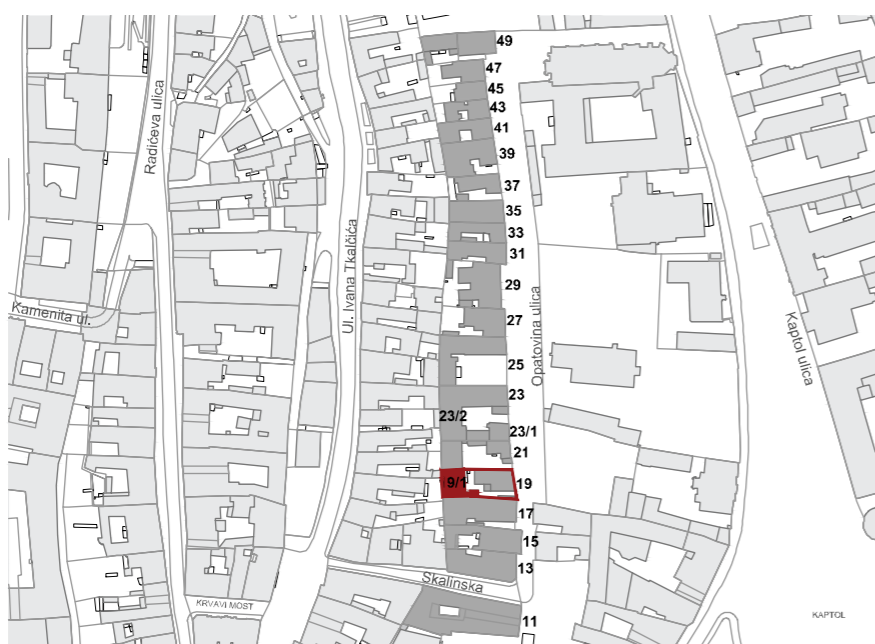 49
47
45
43
41
39
37
35
33
31
29
27
25
23
23/2
23/1
21
9/1
19
17
15
13
11
Radićeva ulica
Kamenita ul.
Ul. Ivana Tkalčića
Opatovina ulica
Kaptol ulica
Skalinska
KRVAVI MOST
KAPTOL